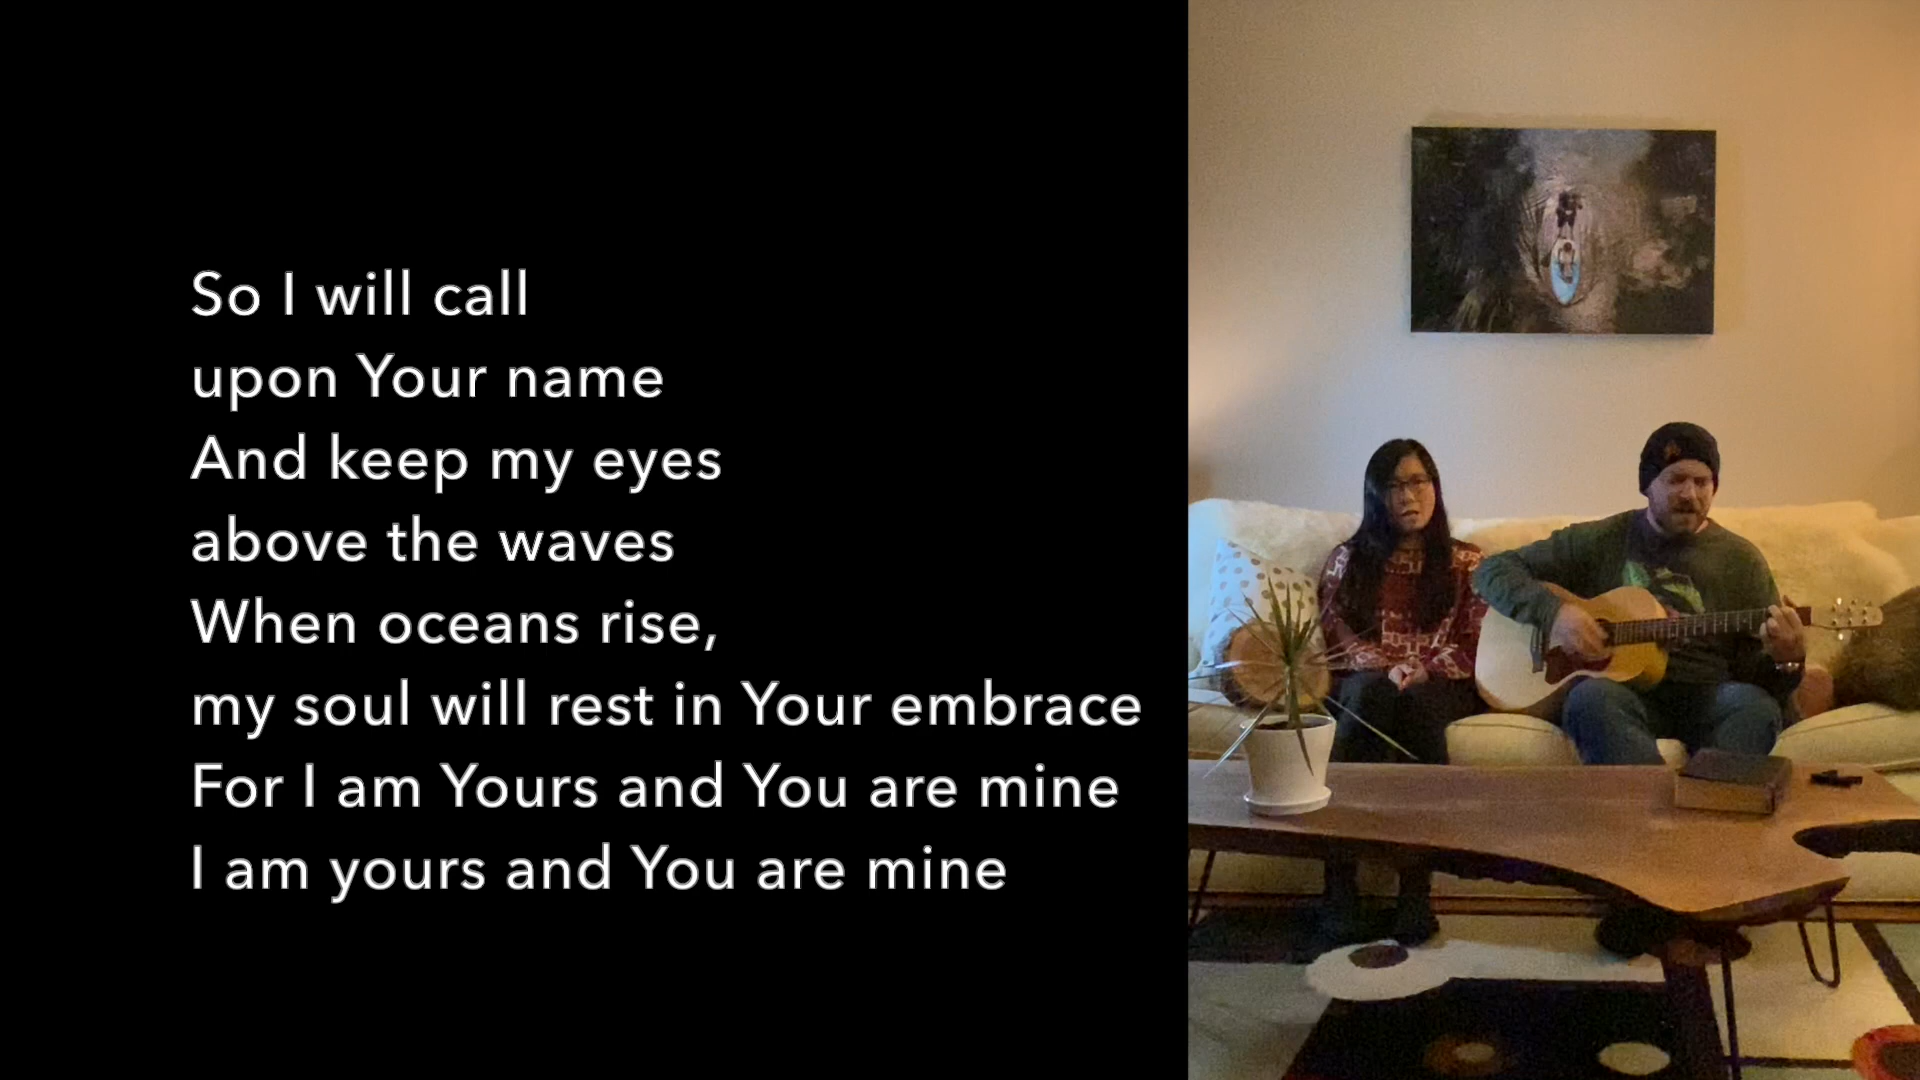 So I will call
upon Your name
And keep my eyes
above the waves
When oceans rise,
my soul will rest in Your embrace
For I am Yours and You are mine
I am yours and You are mine